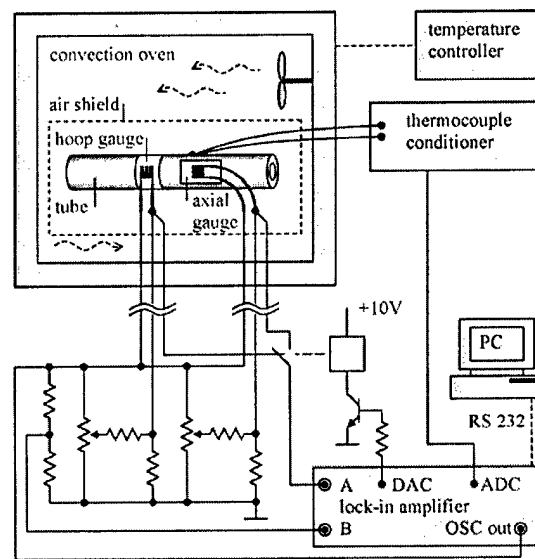 temperature
controller
convection oven
air shield
hoop gauge
thermocouple
conditioner
tube
axial
gauge
+10V
PC
RS 232
A
DAC
ADC
lock-in amplifier
B
OSC out